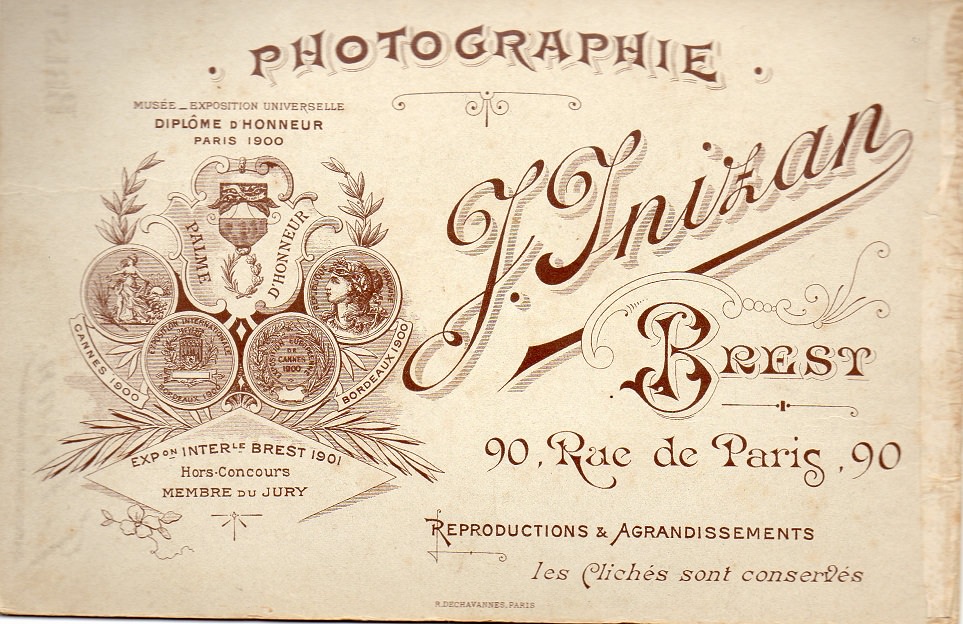 PHOTOGRAPHIE
MUSÉE _ EXPOSITION UNIVERSELLE
DIPLÔME D'HONNEUR
PARIS 1900
PALME D'HONNEUR
CANNES 1900
BORDEAUX 1900
CANNES
1900
EXPON INTERLE BREST 1901
Hors-Concours
MEMBRE DU JURY
J. Inizan
BREST
90, Rue de Paris, 90
REPRODUCTIONS & AGRANDISSEMENTS
les Clichés sont conservés
R. DECHAVANNES, PARIS